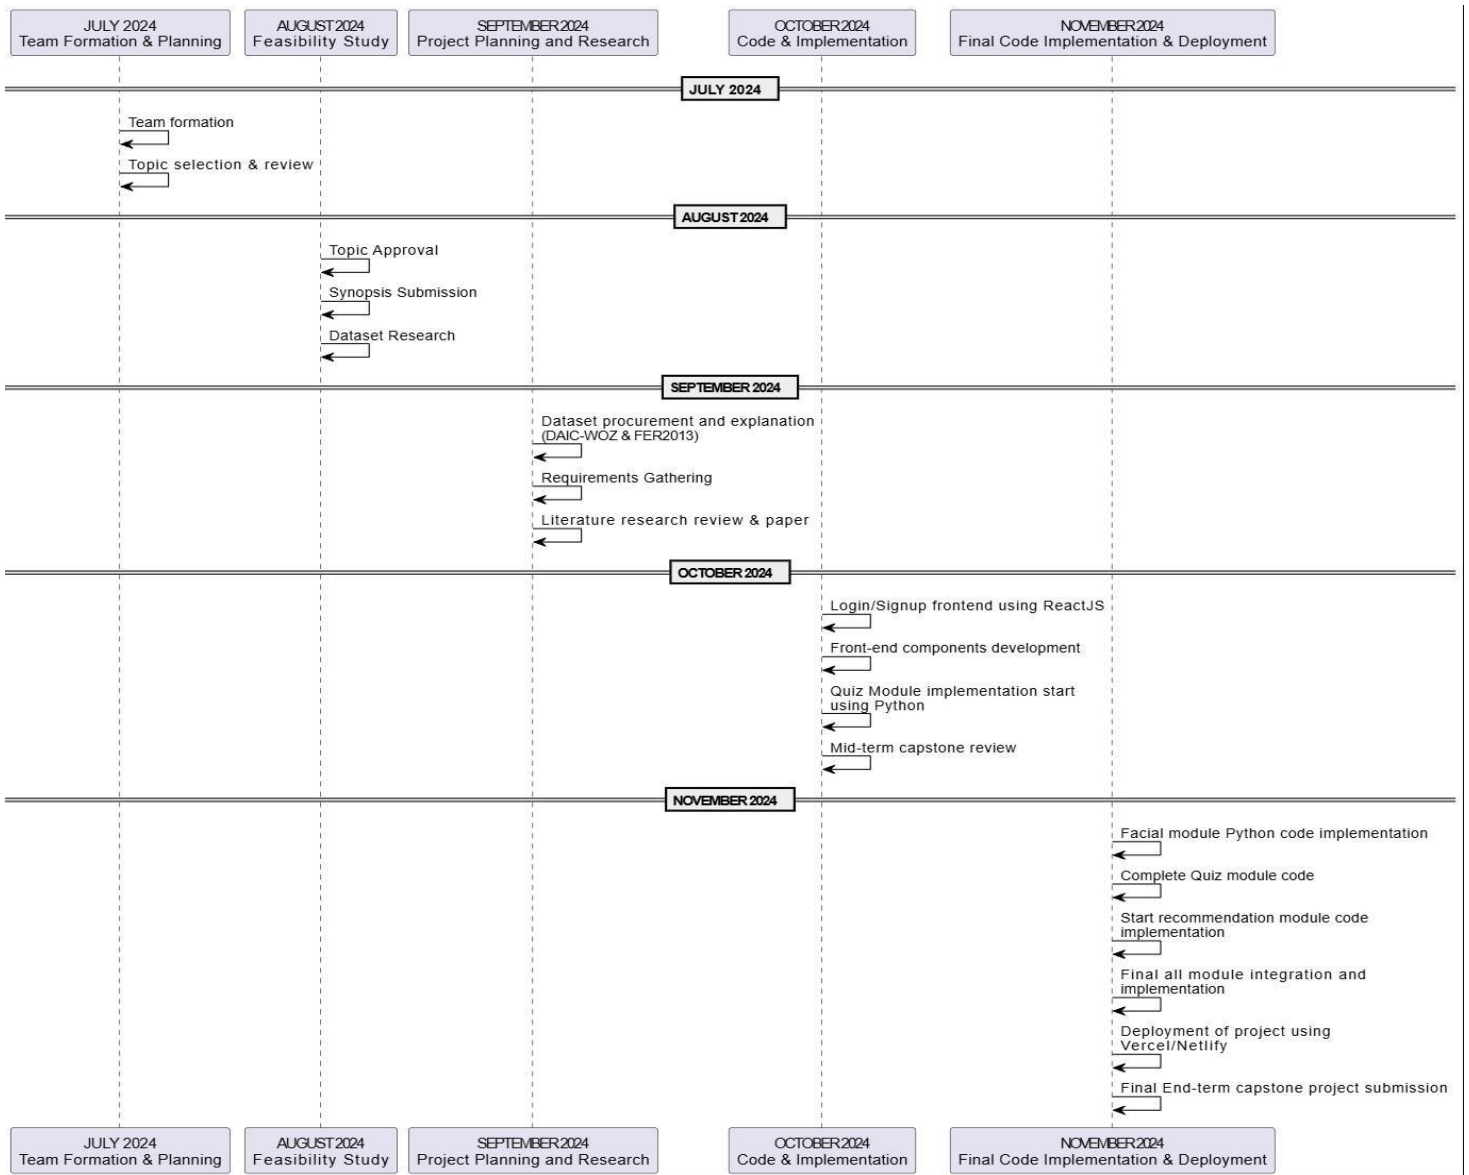 JULY 2024
Team Formation & Planning
AUGUST 2024
Feasibility Study
SEPTEMBER 2024
Project Planning and Research
OCTOBER 2024
Code & Implementation
NOVEMBER 2024
Final Code Implementation & Deployment
JULY 2024
Team formation
Topic selection & review
AUGUST 2024
Topic Approval
Synopsis Submission
Dataset Research
SEPTEMBER 2024
Dataset procurement and explanation
(DAIC-WOZ & FER2013)
Requirements Gathering
Literature research review & paper
OCTOBER 2024
Login/Signup frontend using ReactJS
Front-end components development
Quiz Module implementation start
using Python
Mid-term capstone review
NOVEMBER 2024
Facial module Python code implementation
Complete Quiz module code
Start recommendation module code
implementation
Final all module integration and
implementation
Deployment of project using
Vercel/Netlify
Final End-term capstone project submission
JULY 2024
Team Formation & Planning
AUGUST 2024
Feasibility Study
SEPTEMBER 2024
Project Planning and Research
OCTOBER 2024
Code & Implementation
NOVEMBER 2024
Final Code Implementation & Deployment